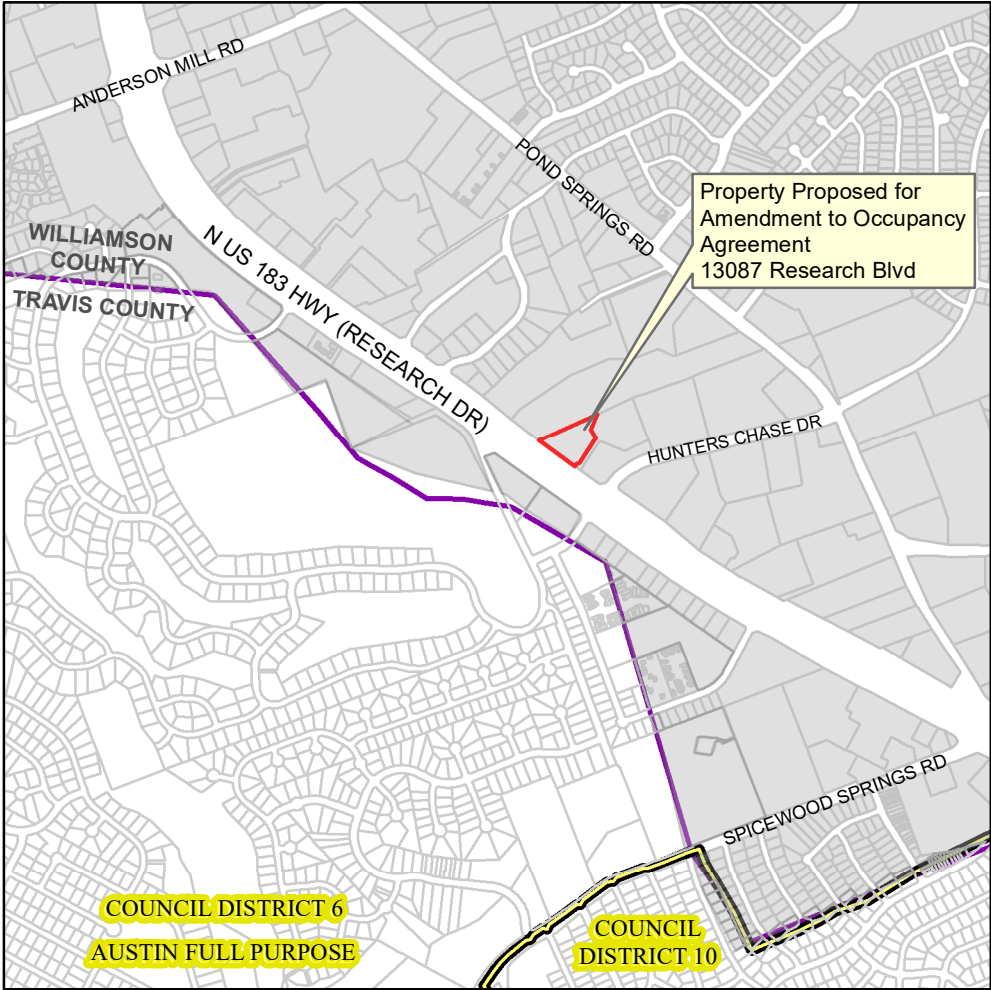 ANDERSON MILL RD
POND SPRINGS RD
Property Proposed for
Amendment to Occupancy
Agreement
13087 Research Blvd
WILLIAMSON
COUNTY
TRAVIS COUNTY
N US 183 HWY (RESEARCH DR)
HUNTERS CHASE DR
SPICEWOOD SPRINGS RD
COUNCIL DISTRICT 6
AUSTIN FULL PURPOSE
COUNCIL
DISTRICT 10